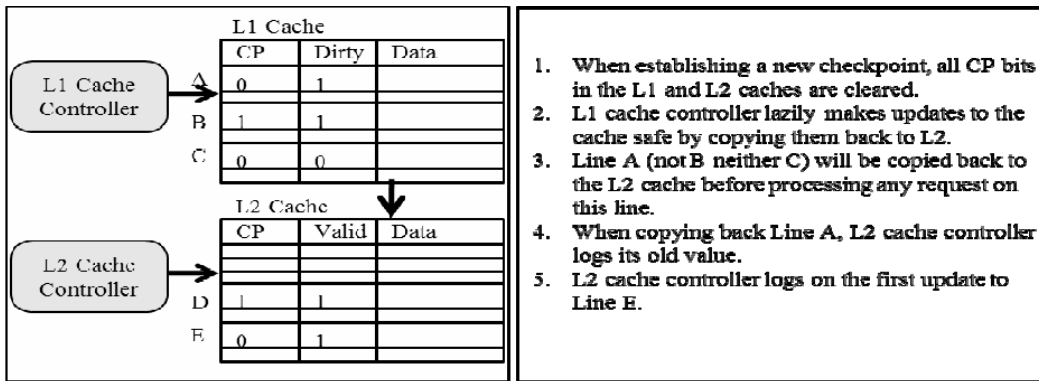 L1 Cache
CP Dirty Data
L1 Cache
Controller
A 0 1
B 1 1
C 0 0
L2 Cache
CP Valid Data
L2 Cache
Controller
D 1 1
E 0 1
1. When establishing a new checkpoint, all CP bits
in the L1 and L2 caches are cleared.
2. L1 cache controller lazily makes updates to the
cache safe by copying them back to L2.
3. Line A (not B neither C) will be copied back to
the L2 cache before processing any request on
this line.
4. When copying back Line A, L2 cache controller
logs its old value.
5. L2 cache controller logs on the first update to
Line E.